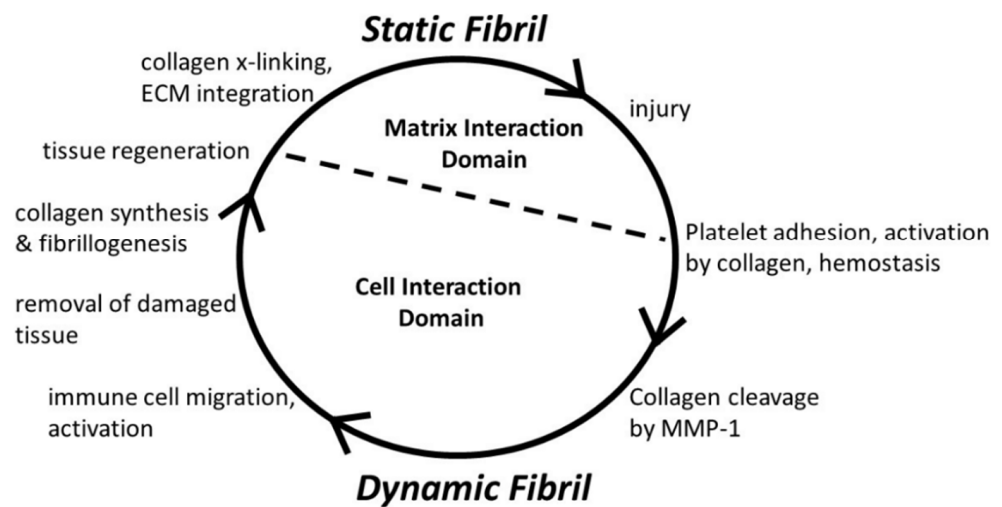 Static Fibril
collagen x-linking,
ECM integration
injury
Matrix Interaction
Domain
tissue regeneration
collagen synthesis
& fibrillogenesis
Platelet adhesion, activation
by collagen, hemostasis
Cell Interaction
Domain
removal of damaged
tissue
immune cell migration,
activation
Collagen cleavage
by MMP-1
Dynamic Fibril